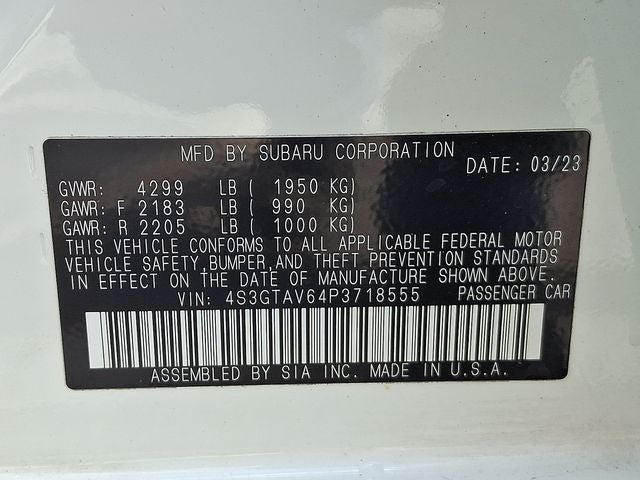 MFD BY SUBARU CORPORATION
DATE: 03/23
GVWR: 4299 LB ( 1950 KG)
GAWR: F 2183 LB ( 990 KG)
GAWR: R 2205 LB ( 1000 KG)
THIS VEHICLE CONFORMS TO ALL APPLICABLE FEDERAL MOTOR
VEHICLE SAFETY, BUMPER, AND THEFT PREVENTION STANDARDS
IN EFFECT ON THE DATE OF MANUFACTURE SHOWN ABOVE.
VIN: 4S3GTAV64P3718555 PASSENGER CAR
ASSEMBLED BY SIA INC. MADE IN U.S.A.